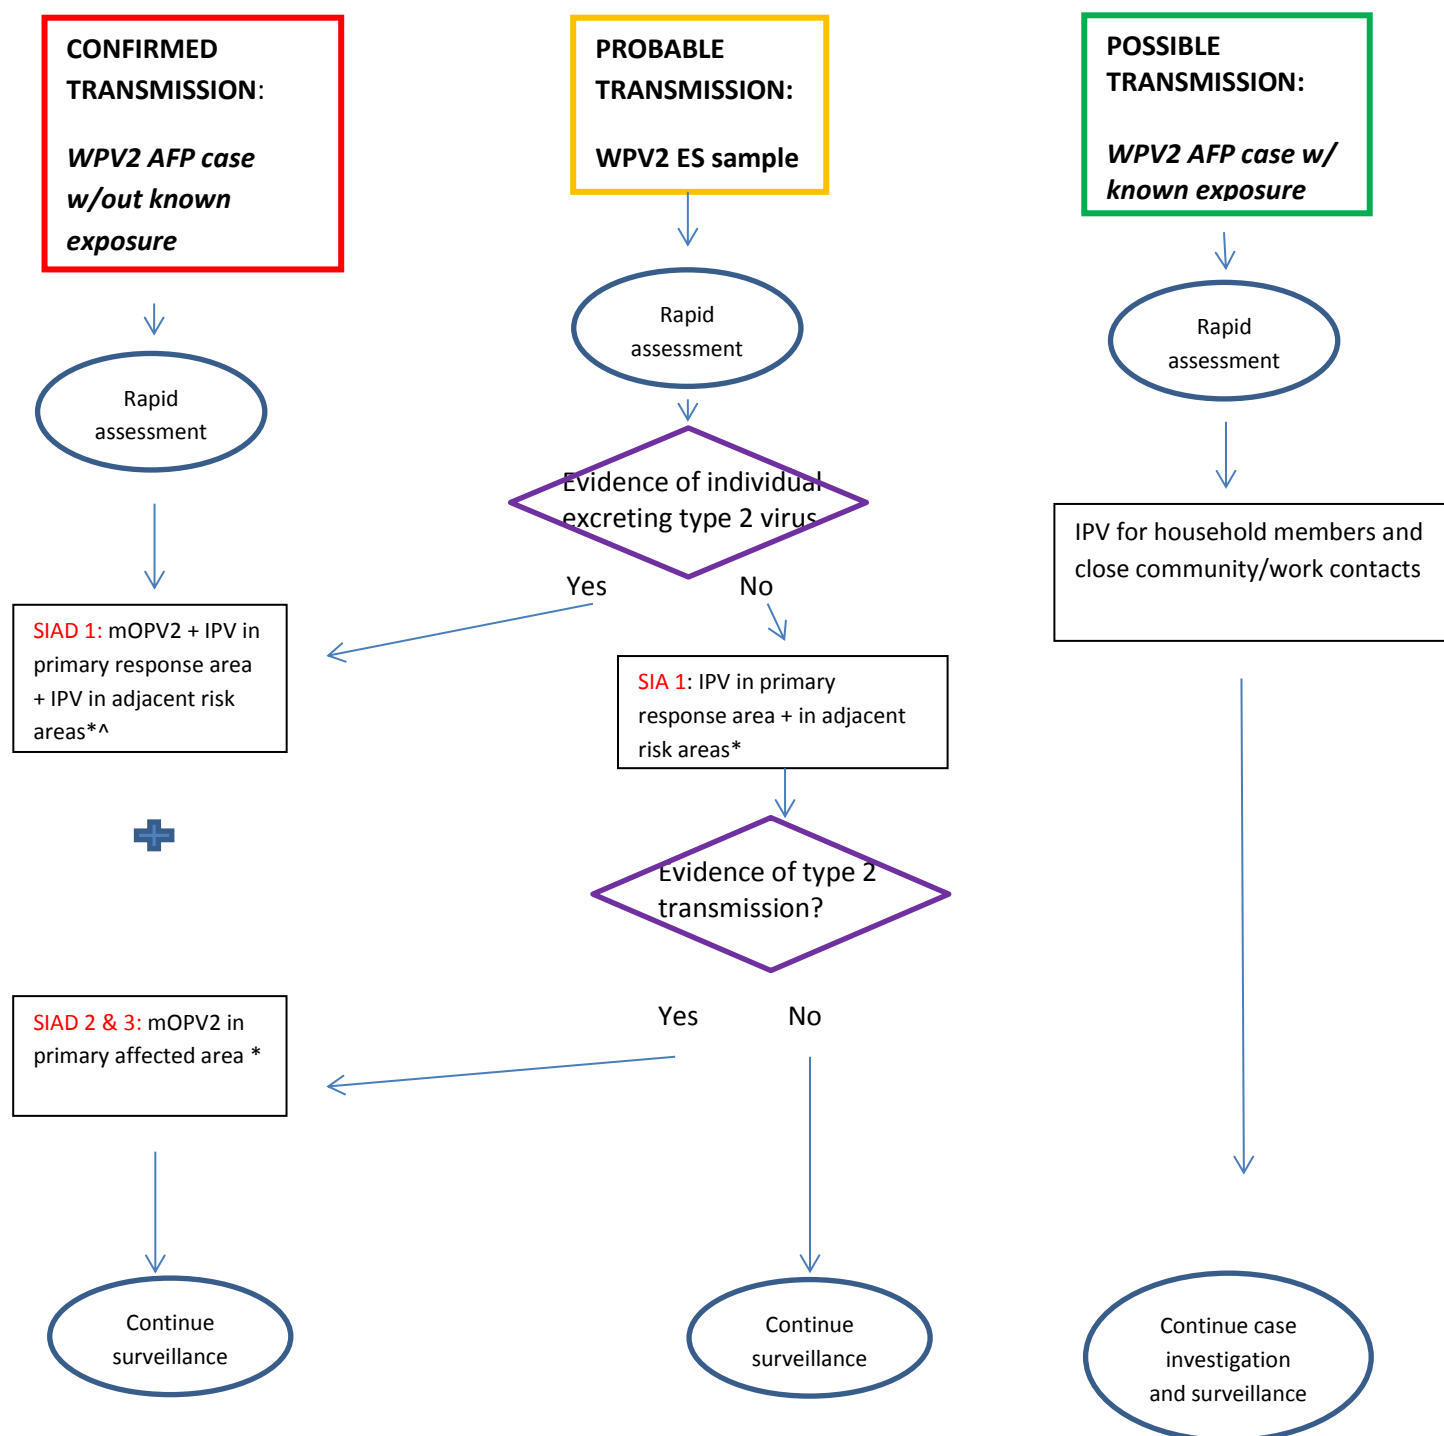 CONFIRMED
TRANSMISSION:
WPV2 AFP case
w/out known
exposure
PROBABLE
TRANSMISSION:
WPV2 ES sample
POSSIBLE
TRANSMISSION:
WPV2 AFP case w/
known exposure
Rapid
assessment
Rapid
assessment
Rapid
assessment
Evidence of individual
excreting type 2 virus
Yes
No
IPV for household members and
close community/work contacts
SIAD 1: mOPV2 + IPV in
primary response area
+ IPV in adjacent risk
areas*^
SIA 1: IPV in primary
response area + in adjacent
risk areas*
Evidence of type 2
transmission?
Yes
No
SIAD 2 & 3: mOPV2 in
primary affected area *
Continue
surveillance
Continue
surveillance
Continue case
investigation
and surveillance